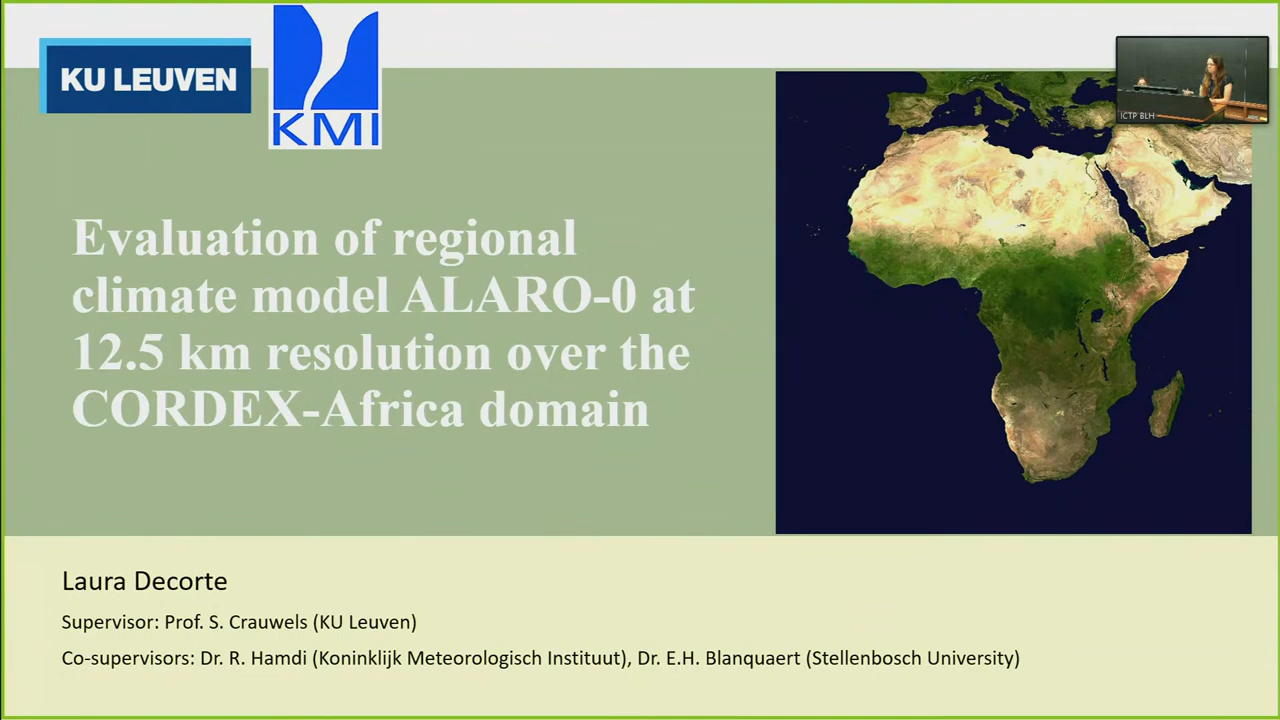 KU LEUVEN
KMI
ICTP BLH
Evaluation of regional
climate model ALARO-0 at
12.5 km resolution over the
CORDEX-Africa domain
Laura Decorte
Supervisor: Prof. S. Crauwels (KU Leuven)
Co-supervisors: Dr. R. Hamdi (Koninklijk Meteorologisch Instituut), Dr. E.H. Blanquaert (Stellenbosch University)